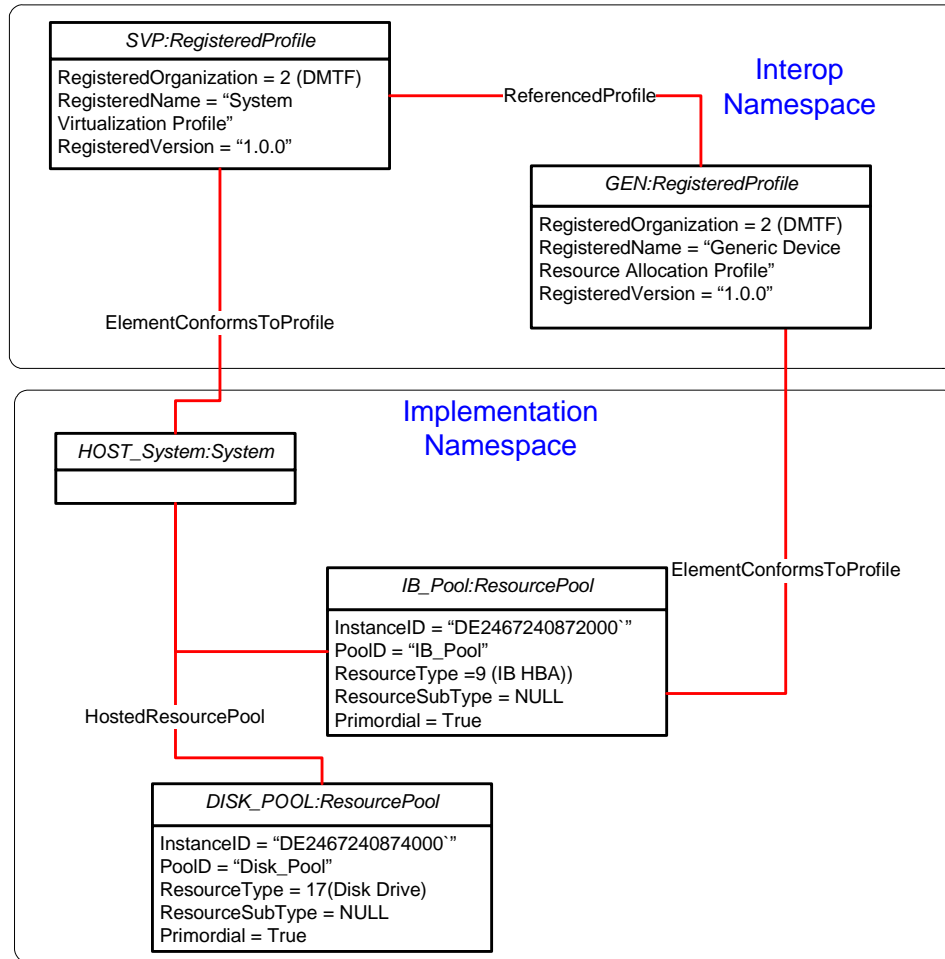 SVP:RegisteredProfile
RegisteredOrganization = 2 (DMTF)
RegisteredName = “System
Virtualization Profile”
RegisteredVersion = “1.0.0”
Interop
Namespace
ReferencedProfile
GEN:RegisteredProfile
RegisteredOrganization = 2 (DMTF)
RegisteredName = “Generic Device
Resource Allocation Profile”
RegisteredVersion = “1.0.0”
ElementConformsToProfile
Implementation
Namespace
HOST_System:System
ElementConformsToProfile
IB_Pool:ResourcePool
InstanceID = “DE2467240872000`”
PoolD = “IB_Pool”
ResourceType =9 (IB HBA))
ResourceSubType = NULL
Primordial = True
HostedResourcePool
DISK_POOL:ResourcePool
InstanceID = “DE2467240874000`”
PoolD = “Disk_Pool”
ResourceType = 17(Disk Drive)
ResourceSubType = NULL
Primordial = True